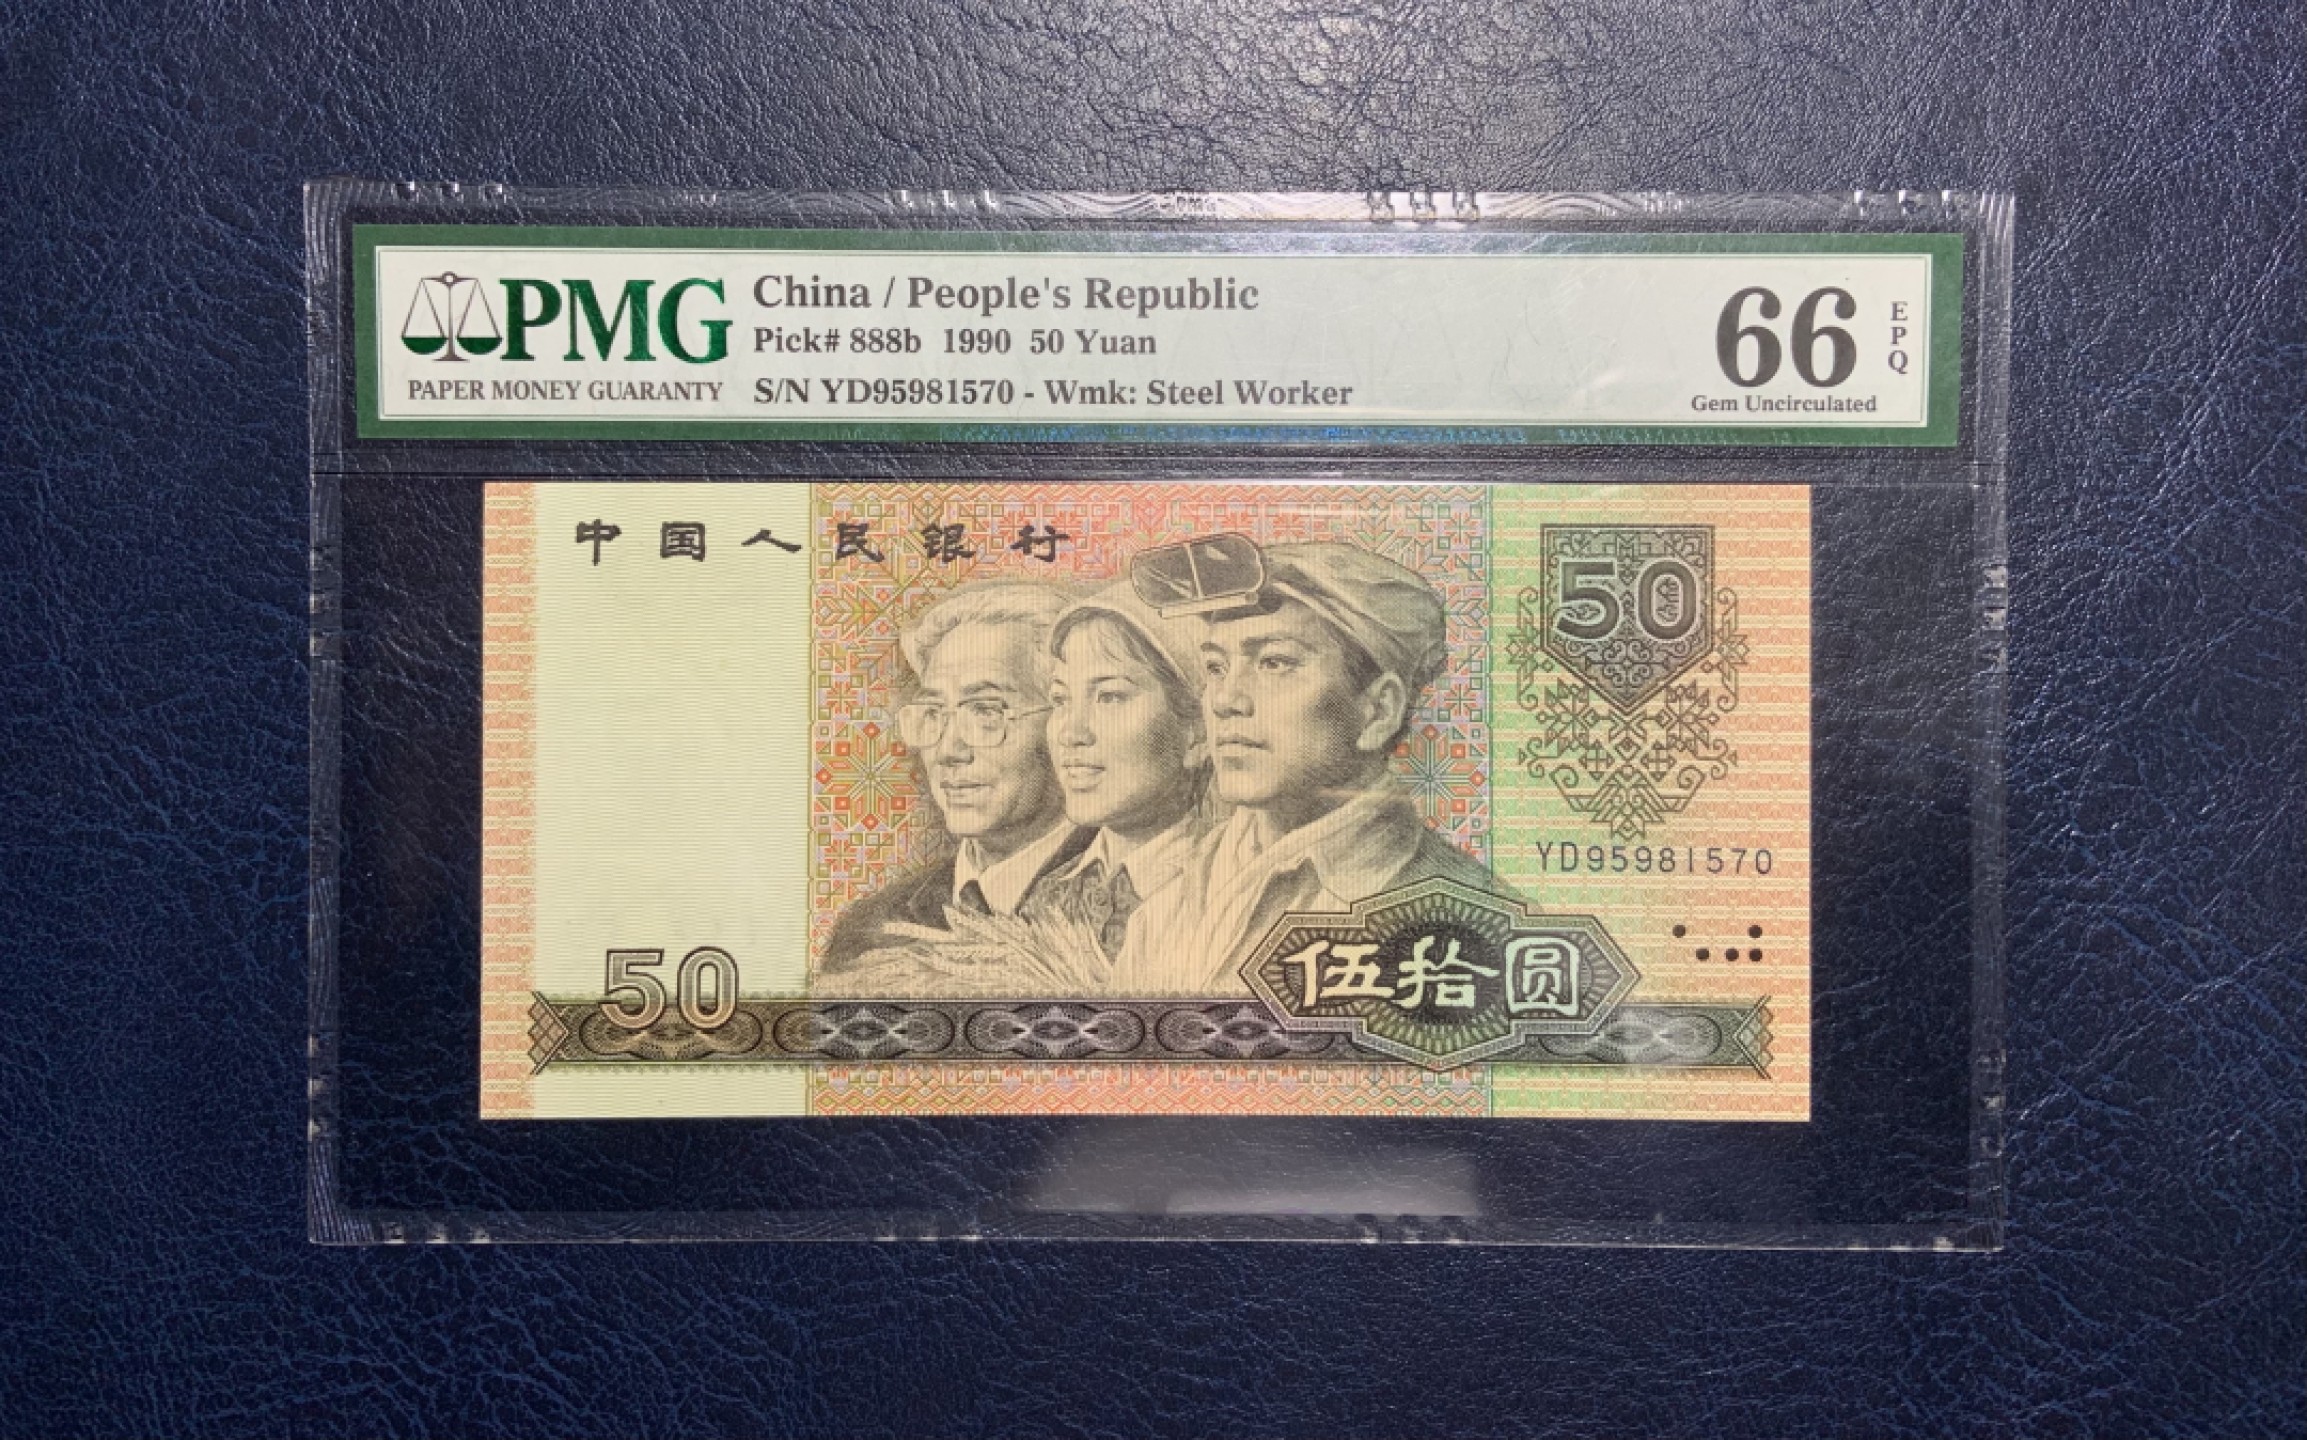 PMG
PAPER MONEY GUARANTY
China / People's Republic
Pick# 888b 1990 50 Yuan
S/N YD95981570 - Wmk: Steel Worker
66
EPQ
Gem Uncirculated
中国人民银行
50
YD95981570
50
伍拾圆